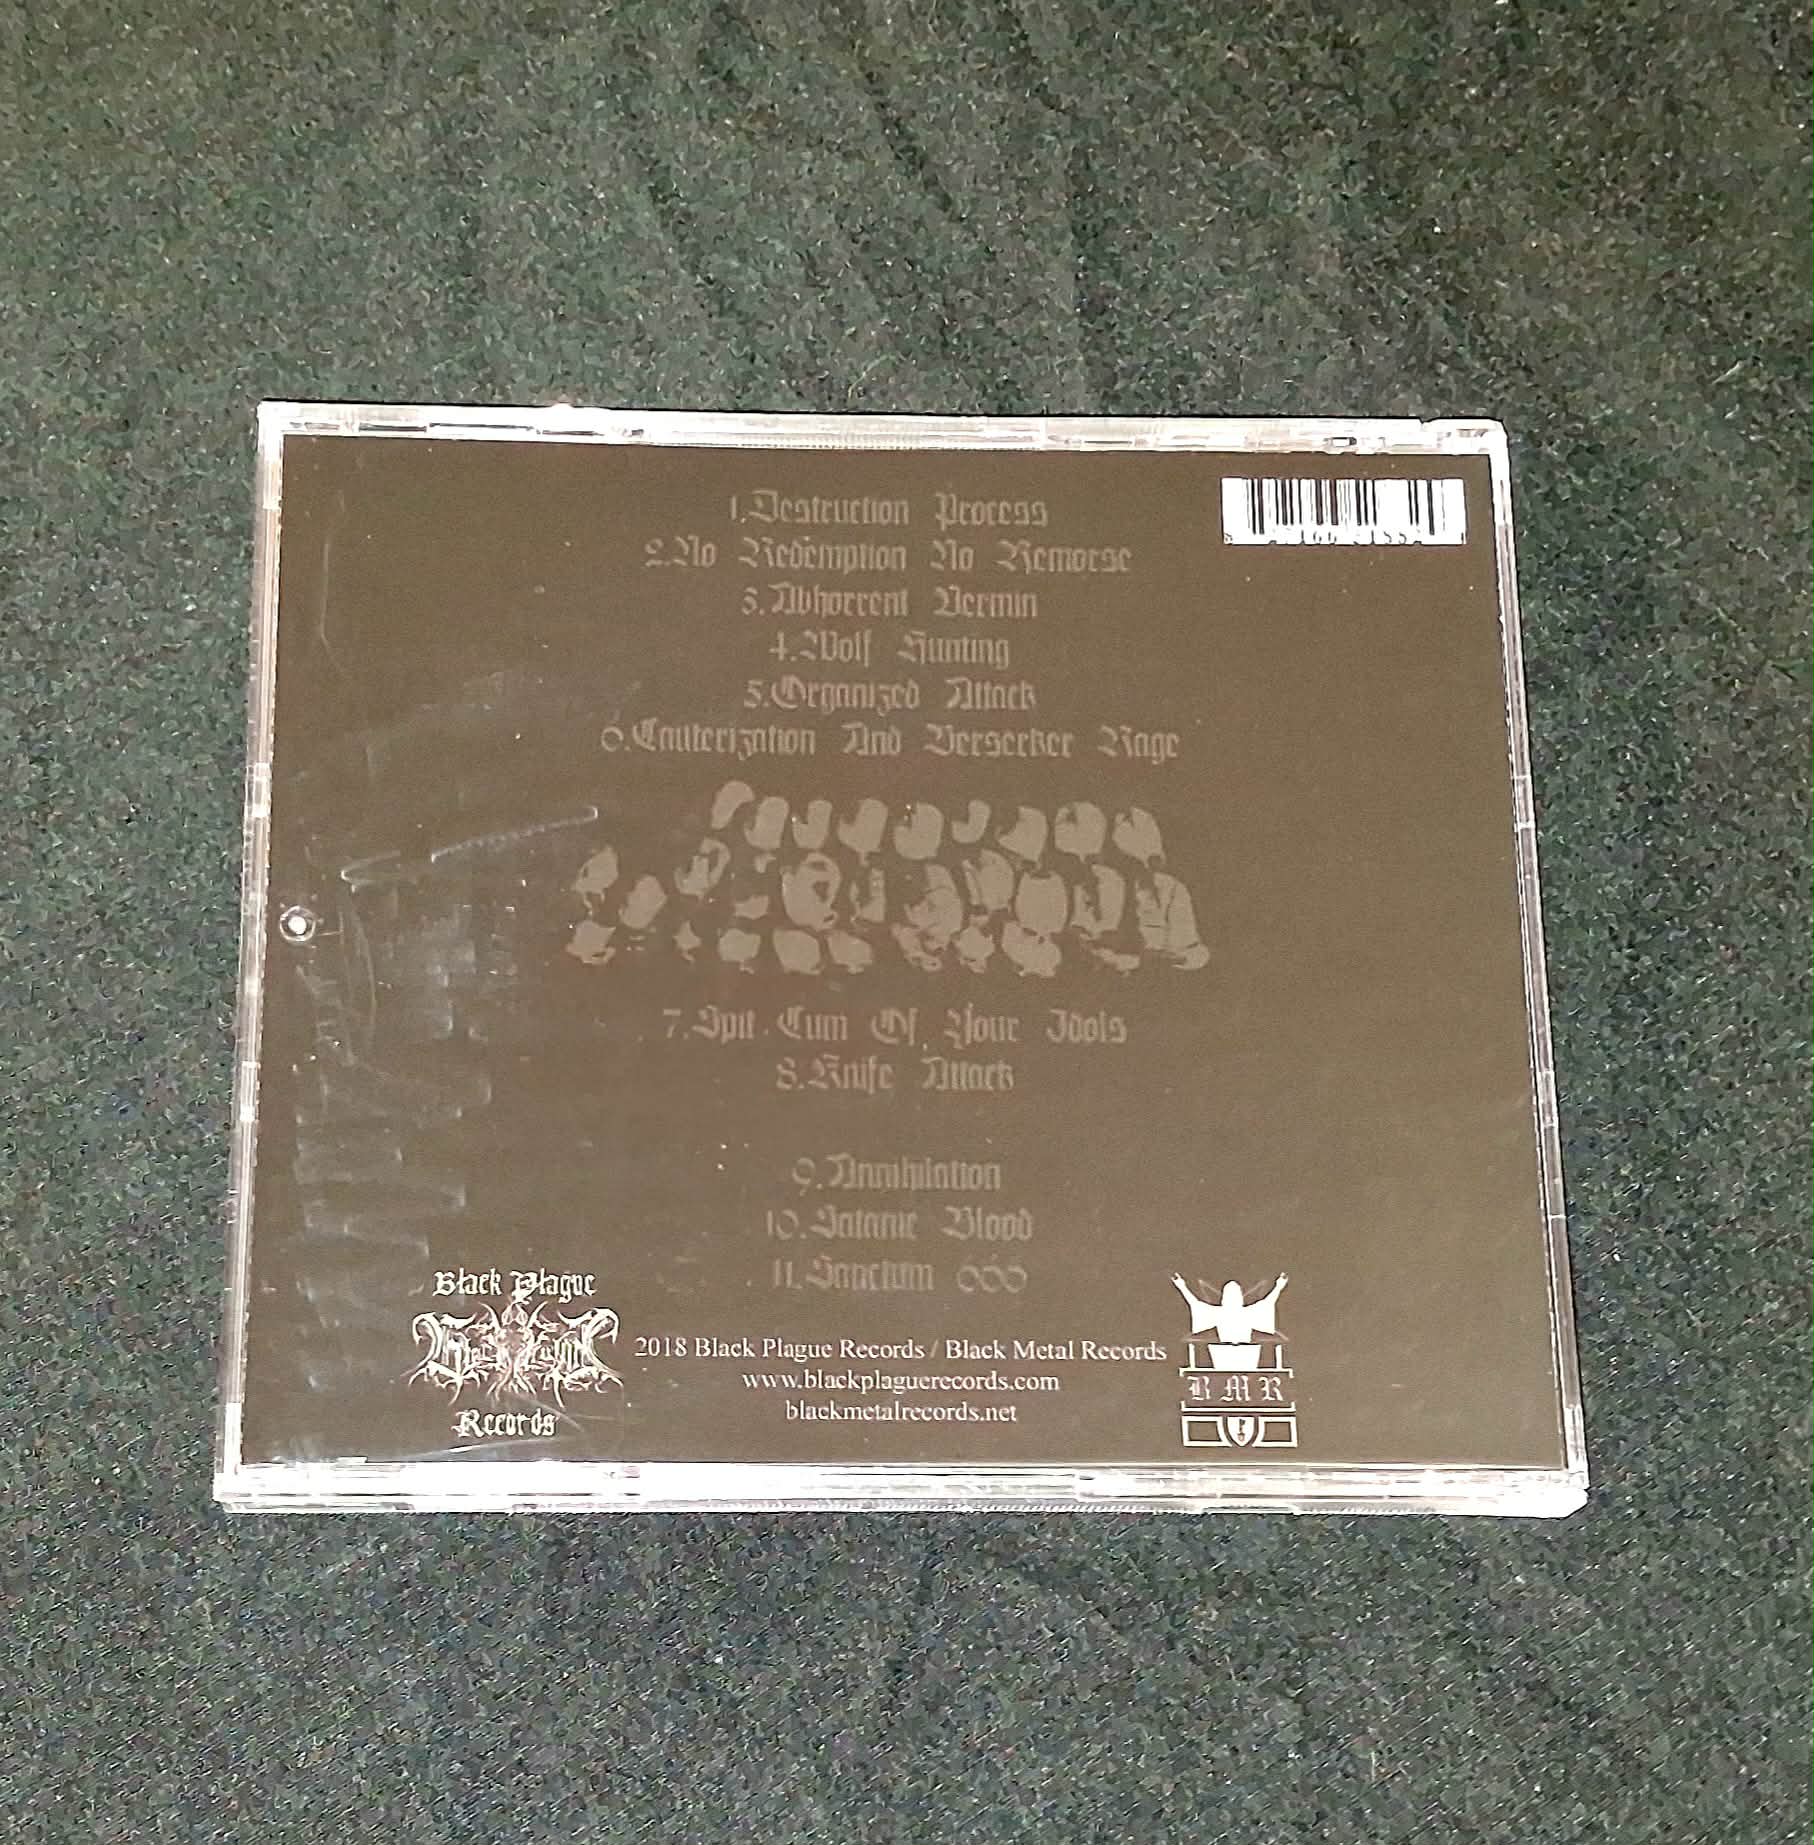 1.Destruction Process
2.No Redemption No Remorse
3.Abhorrent Vermin
4.Wolf Hunting
5.Organized Attack
6.Cauterization And Berserker Rage
7.Spit Cum Of Your Idols
8.Knife Attack
9.Annihilation
10.Satanic Blood
11.Sanctum 666
Black Plague
Records
2018 Black Plague Records / Black Metal Records
www.blackplaguerecords.com
blackmetalrecords.net
BMR